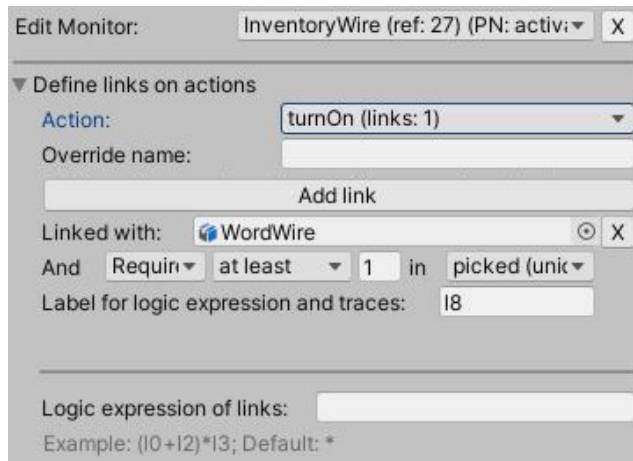 Edit Monitor: InventoryWire (ref: 27) (PN: activa X
Define links on actions
Action: turnOn (links: 1)
Override name:
Add link
Linked with: WordWire X
And Requir at least 1 in picked (unic
Label for logic expression and traces: l8
Logic expression of links:
Example: (l0+l2)*l3; Default: *